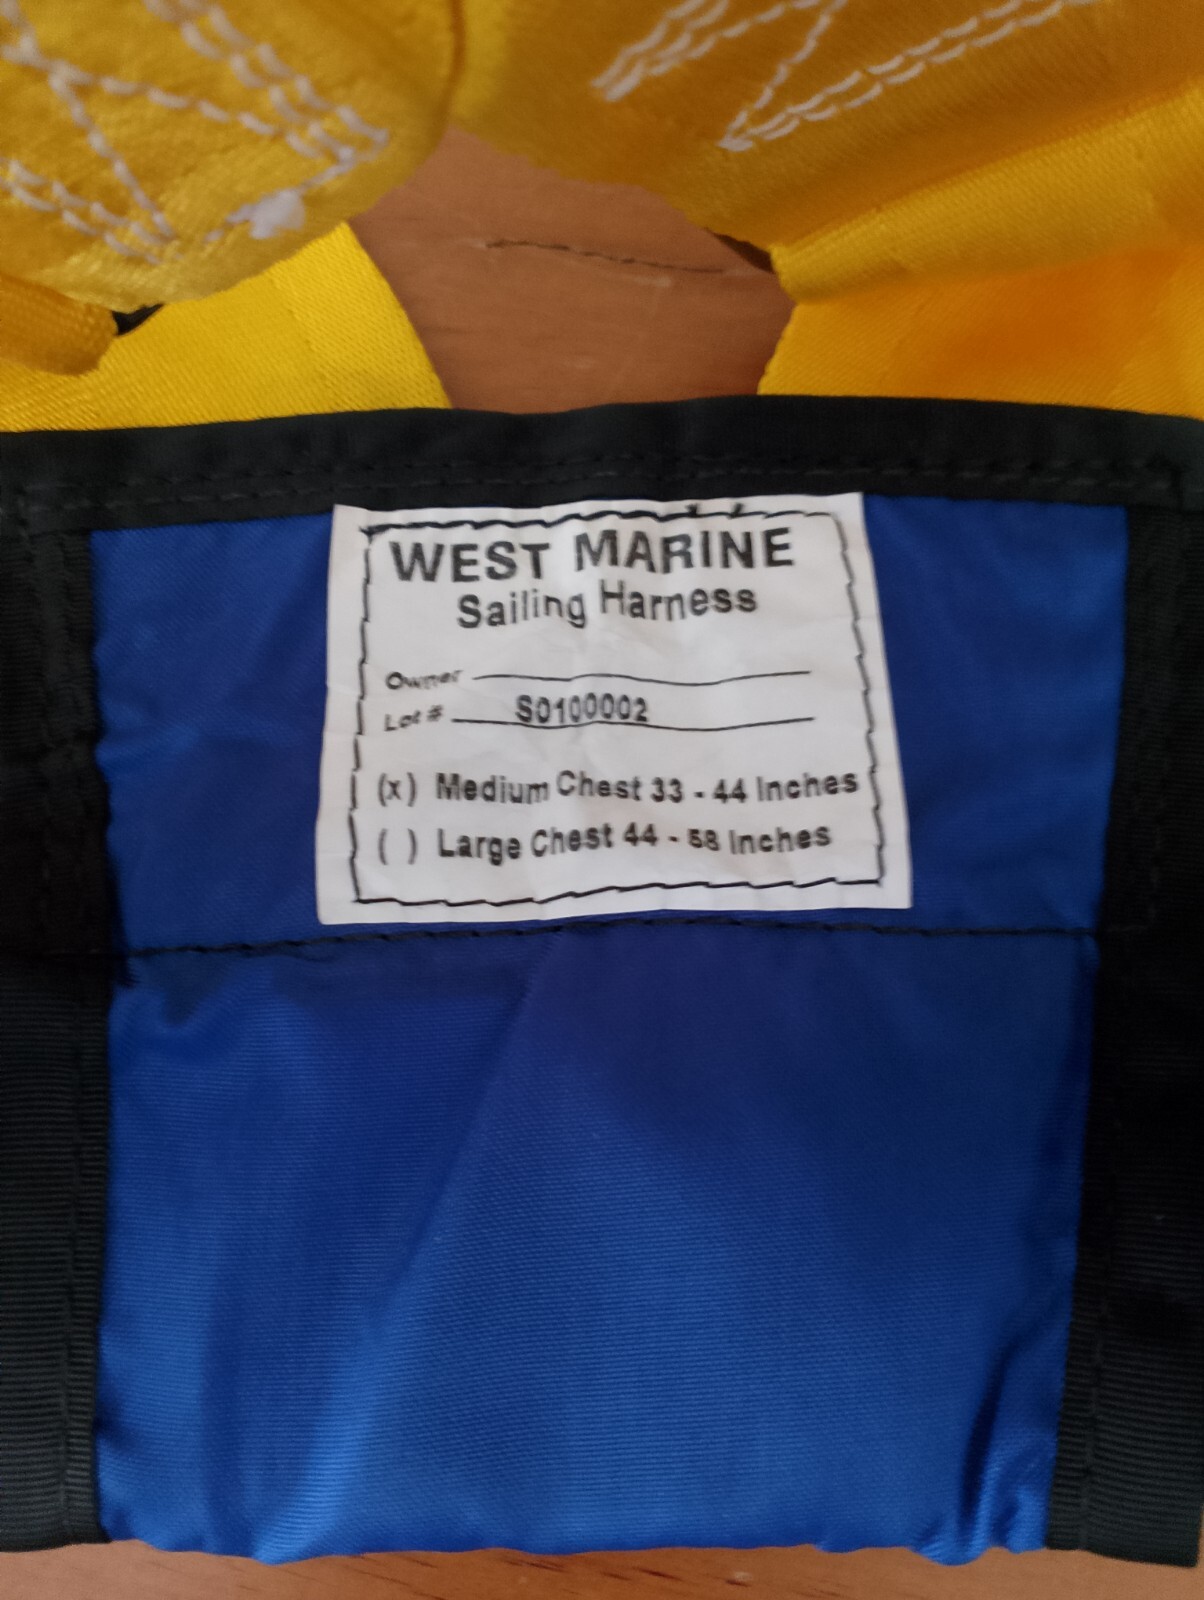 WEST MARINE
Sailing Harness
Owner
Lot # S0100002
(x) Medium Chest 33 - 44 Inches
( ) Large Chest 44 - 58 Inches